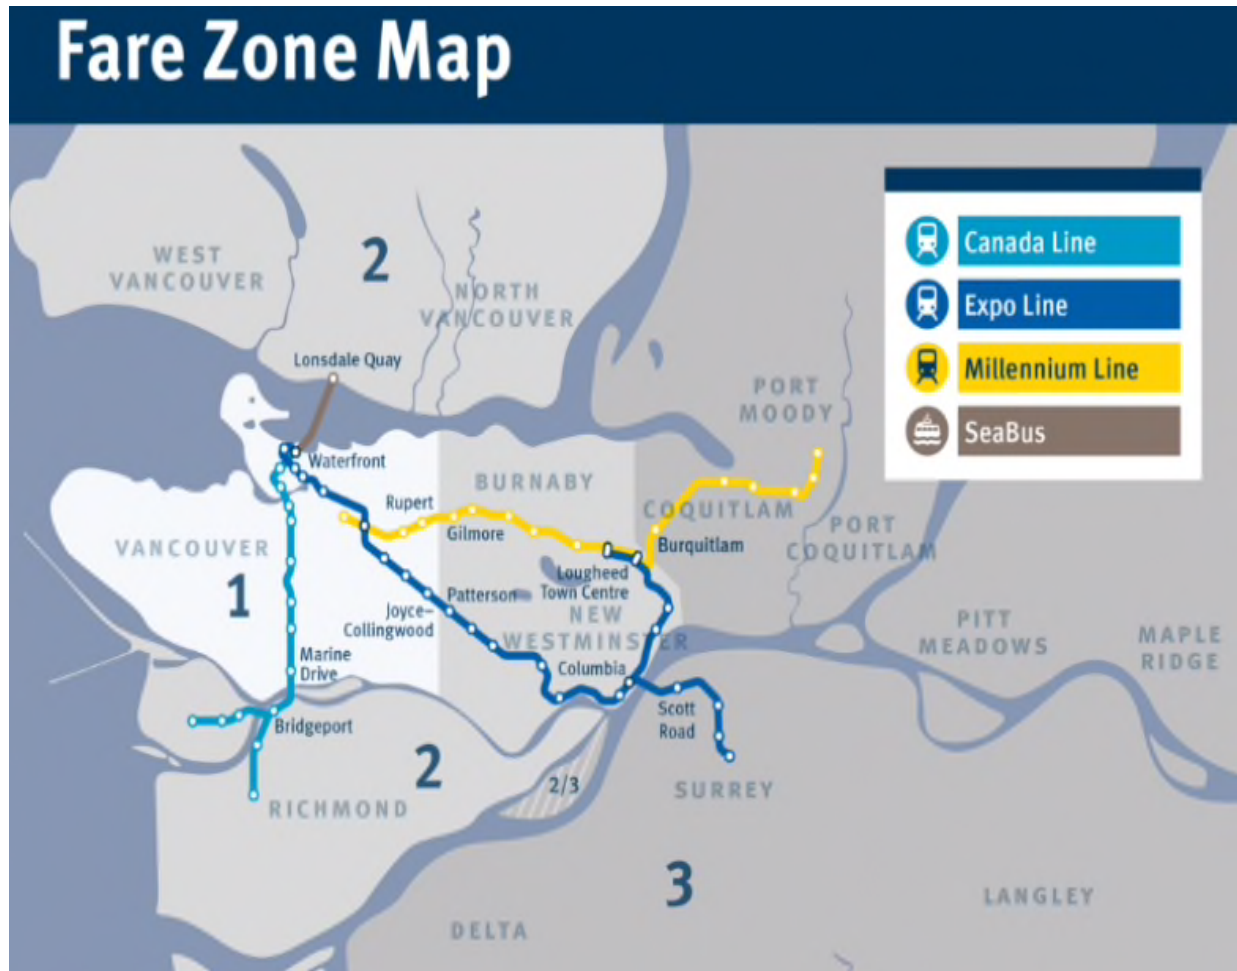 Fare Zone Map
Canada Line
Expo Line
Millennium Line
SeaBus
WEST
VANCOUVER
2
NORTH
VANCOUVER
Lonsdale Quay
PORT
MOODY
Waterfront
BURNABY
Rupert
Gilmore
COQUITLAM
PORT
COQUITLAM
Burquitlam
VANCOUVER
1
Lougheed
Town Centre
Patterson
Joyce–
Collingwood
NEW
WESTMINSTER
PITT
MEADOWS
MAPLE
RIDGE
Marine
Drive
Columbia
Scott
Road
Bridgeport
2
2/3
RICHMOND
SURREY
3
LANGLEY
DELTA